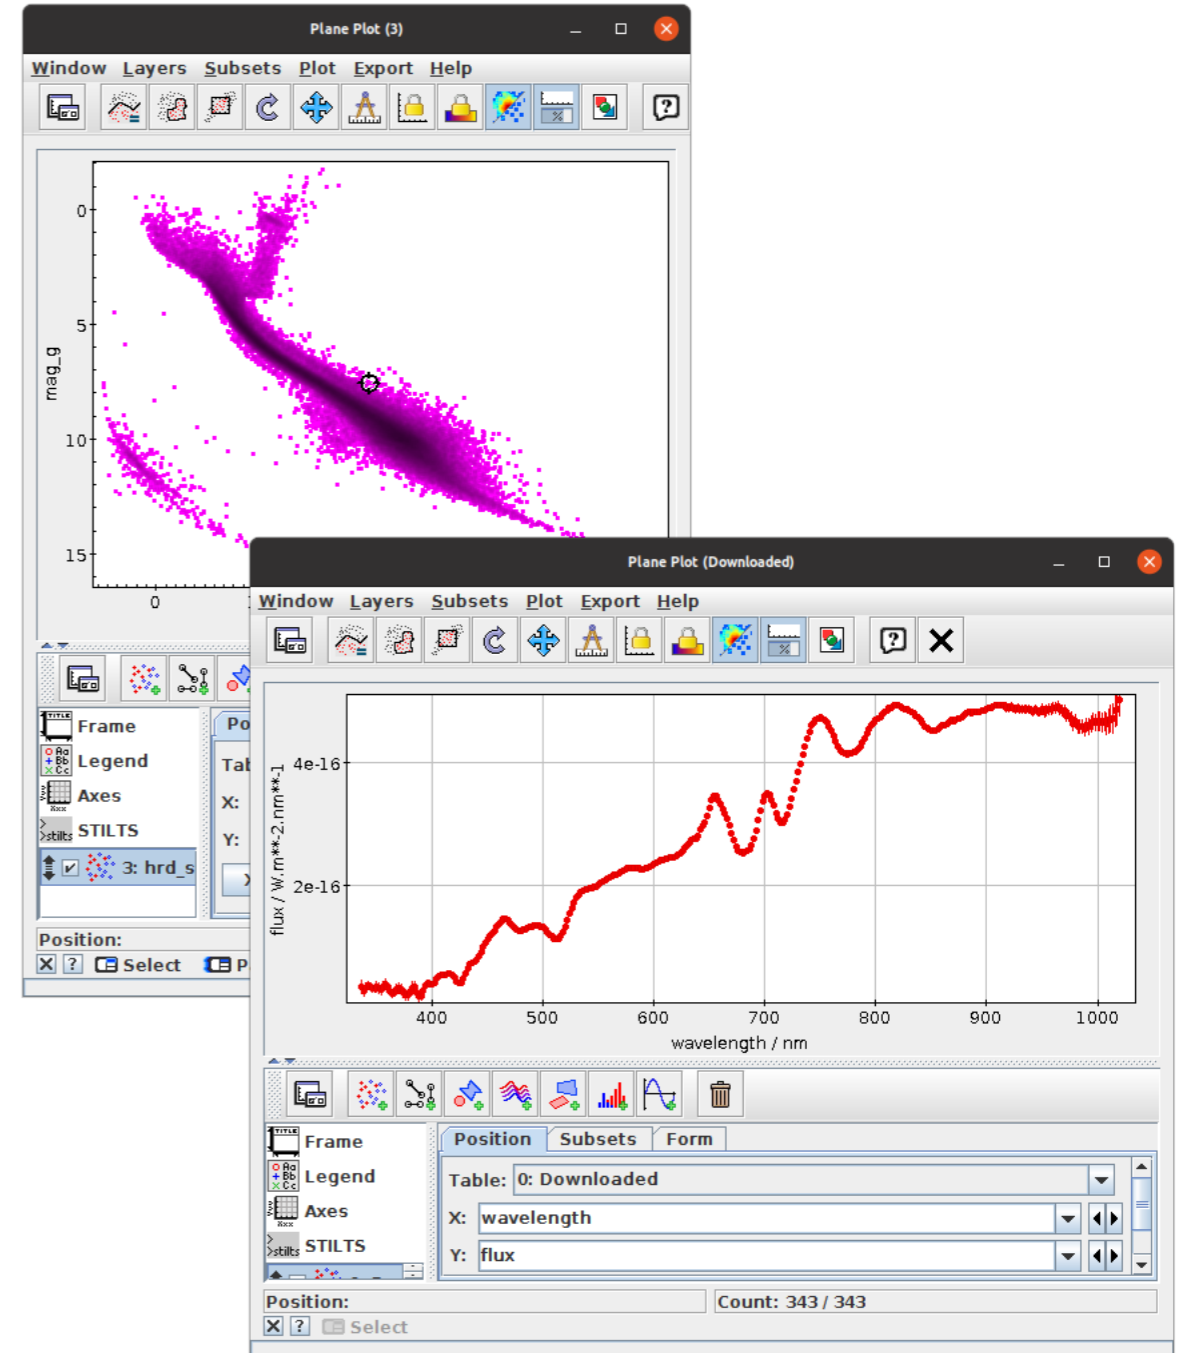 Plane Plot (3)
Window Layers Subsets Plot Export Help
0
5
10
15
mag_g
0
Frame
Legend
Axes
STILTS
3: hrd_s
Po
X:
Y:
Position:
Select P
Plane Plot (Downloaded)
Window Layers Subsets Plot Export Help
4e-16
2e-16
flux / W.m**-2.nm**-1
400 500 600 700 800 900 1000
wavelength / nm
Frame
Legend
Axes
STILTS
Position Subsets Form
Table: 0: Downloaded
X: wavelength
Y: flux
Position:
Count: 343 / 343
Select